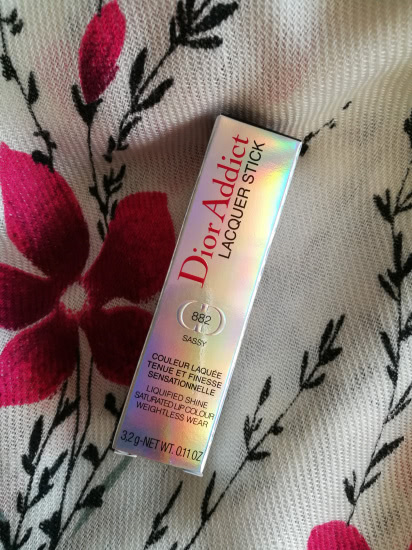 Dior Addict
LACQUER STICK
882
SASSY
COULEUR LAQUÉE
TENUE ET FINESSE
SENSATIONNELLE
LIQUIFIED SHINE
SATURATED LIP COLOUR
WEIGHTLESS WEAR
3,2 g-NET WT. 0.11 OZ